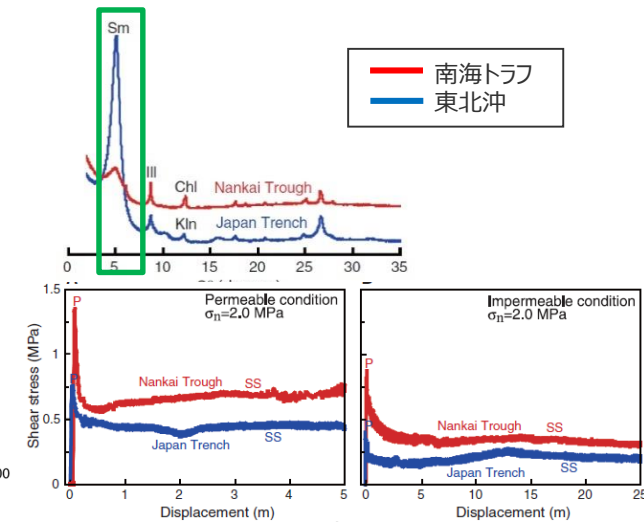 Sm
南海トラフ
東北沖
Ill
Chl
Nankai Trough
Kln
Japan Trench
0 5 10 15 20 25 30 35
1.5
P
Permeable condition
σn=2.0 MPa
Impermeable condition
σn=2.0 MPa
P
Shear stress (MPa)
1
Nankai Trough SS
0.5
Japan Trench SS
Nankai Trough SS
Japan Trench SS
0
00
0 1 2 3 4 5
0 5 10 15 20 25
Displacement (m)
Displacement (m)